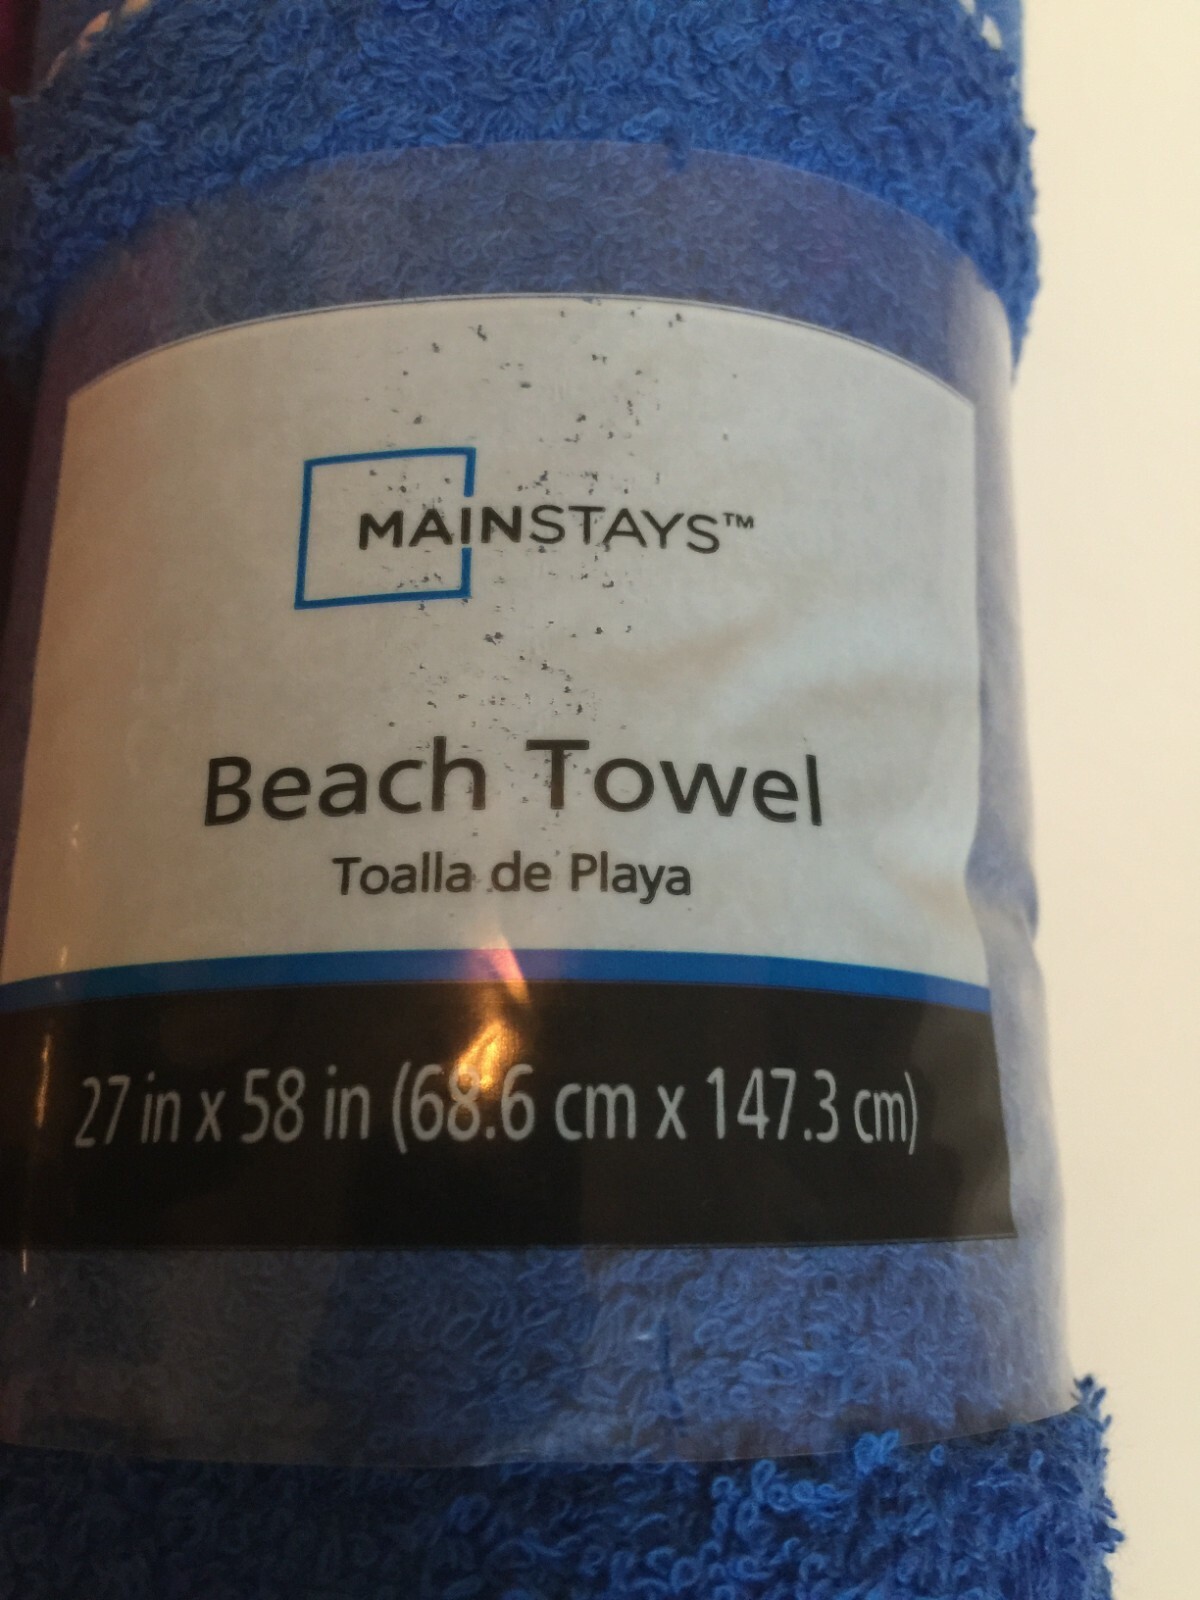 MAINSTAYS™
Beach Towel
Toalla de Playa
27 in x 58 in (68.6 cm x 147.3 cm)